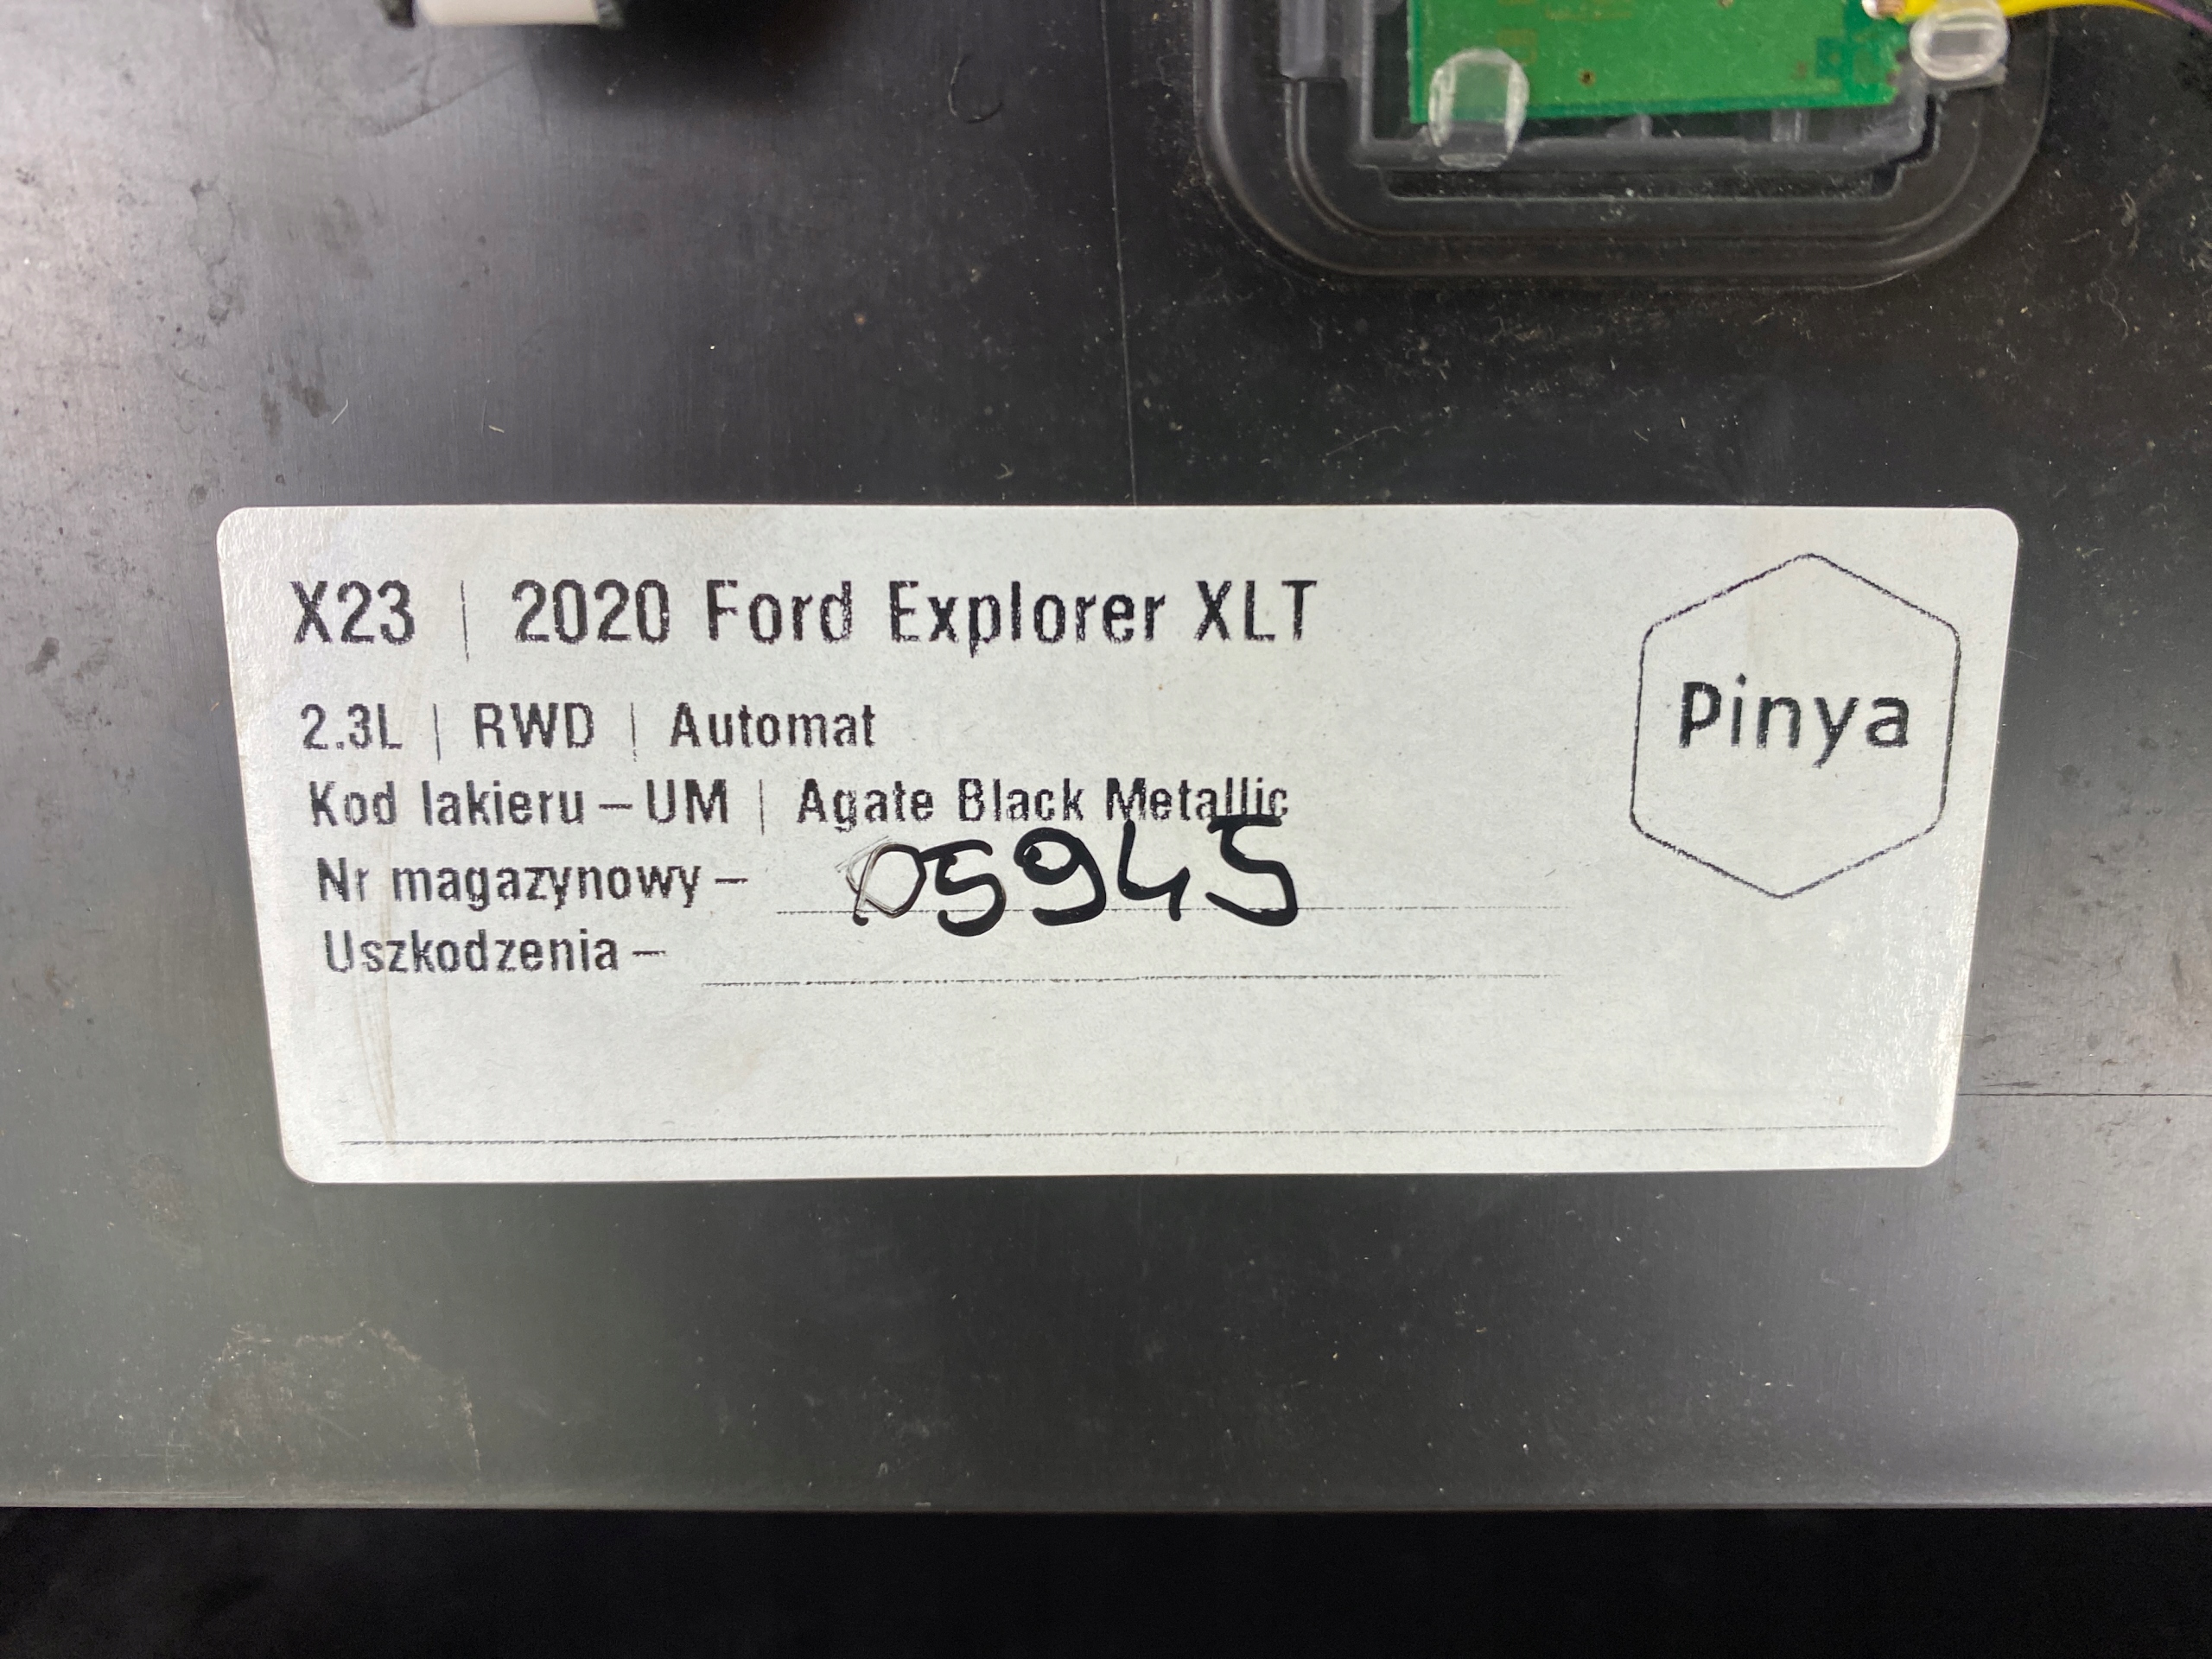 X23 | 2020 Ford Explorer XLT
Pinya
2.3L | RWD | Automat
Kod lakieru – UM | Agate Black Metallic
Nr magazynowy – 05945
Uszkodzenia –